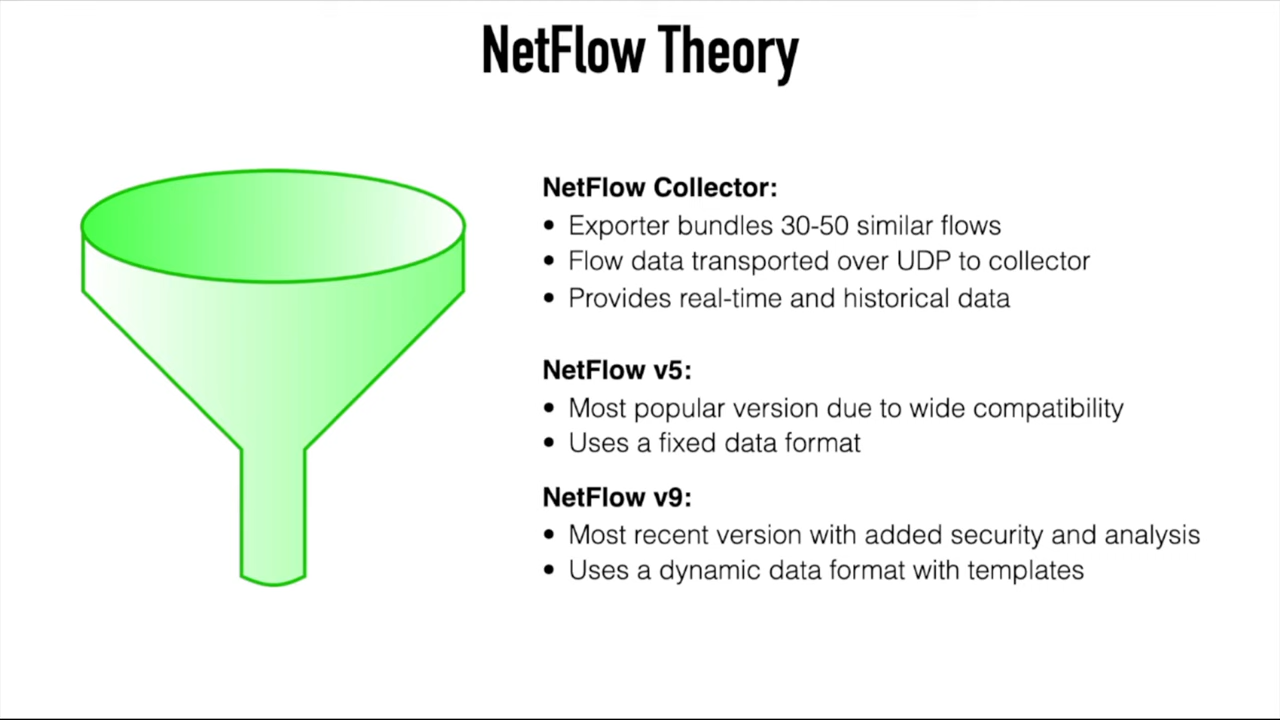 NetFlow Theory
NetFlow Collector:
• Exporter bundles 30-50 similar flows
• Flow data transported over UDP to collector
• Provides real-time and historical data
NetFlow v5:
• Most popular version due to wide compatibility
• Uses a fixed data format
NetFlow v9:
• Most recent version with added security and analysis
• Uses a dynamic data format with templates